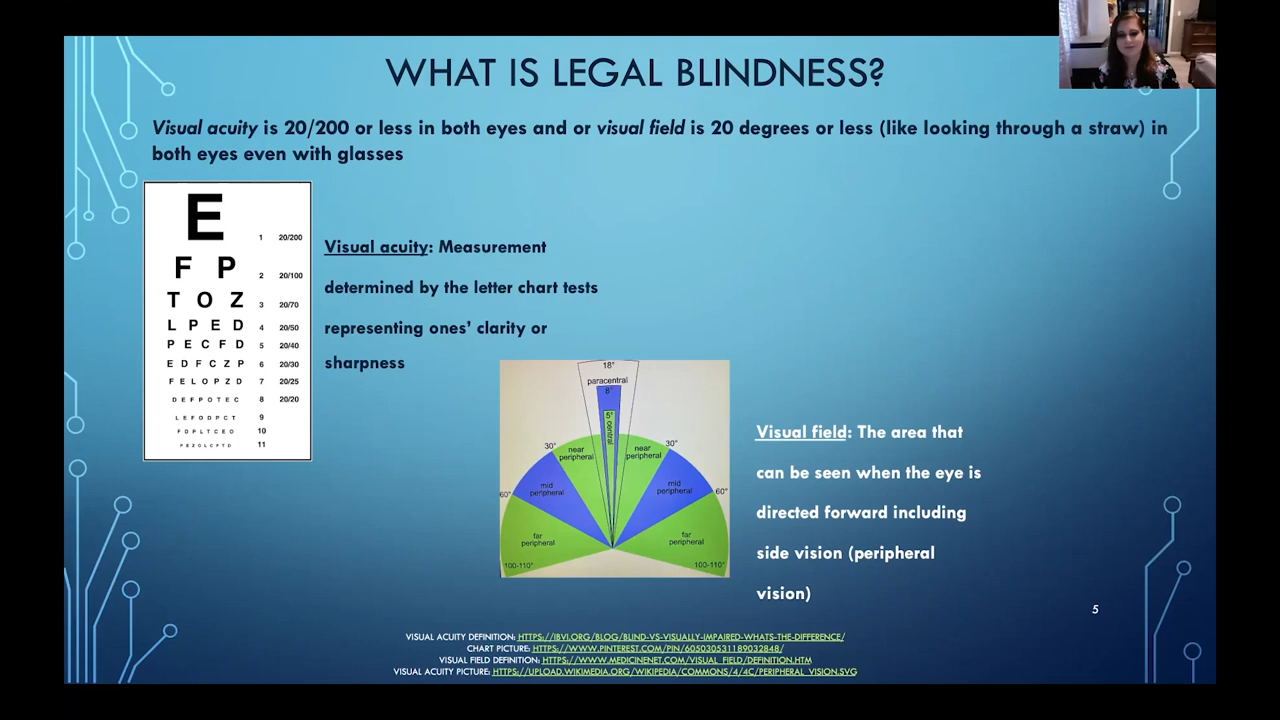 WHAT IS LEGAL BLINDNESS?
Visual acuity is 20/200 or less in both eyes and or visual field is 20 degrees or less (like looking through a straw) in
both eyes even with glasses
E 1 20/200
F P 2 20/100
T O Z 3 20/70
L P E D 4 20/50
P E C F D 5 20/40
E D F C Z P 6 20/30
F E L O P Z D 7 20/25
D E F P O T E C 8 20/20
L E F O D P C T 9
F D P L T C E O 10
P E Z O L C F T D 11
Visual acuity: Measurement
determined by the letter chart tests
representing ones' clarity or
sharpness
18°
paracentral
8°
5° central
30° near peripheral near peripheral 30°
60° mid peripheral mid peripheral 60°
far peripheral far peripheral
100-110° 100-110°
Visual field: The area that
can be seen when the eye is
directed forward including
side vision (peripheral
vision)
5
VISUAL ACUITY DEFINITION: HTTPS://IBVI.ORG/BLOG/BLIND-VS-VISUALLY-IMPAIRED-WHATS-THE-DIFFERENCE/
CHART PICTURE: HTTPS://WWW.PINTEREST.COM/PIN/605030531189032848/
VISUAL FIELD DEFINITION: HTTPS://WWW.MEDICINENET.COM/VISUAL_FIELD/DEFINITION.HTM
VISUAL ACUITY PICTURE: HTTPS://UPLOAD.WIKIMEDIA.ORG/WIKIPEDIA/COMMONS/4/4C/PERIPHERAL_VISION.SVG